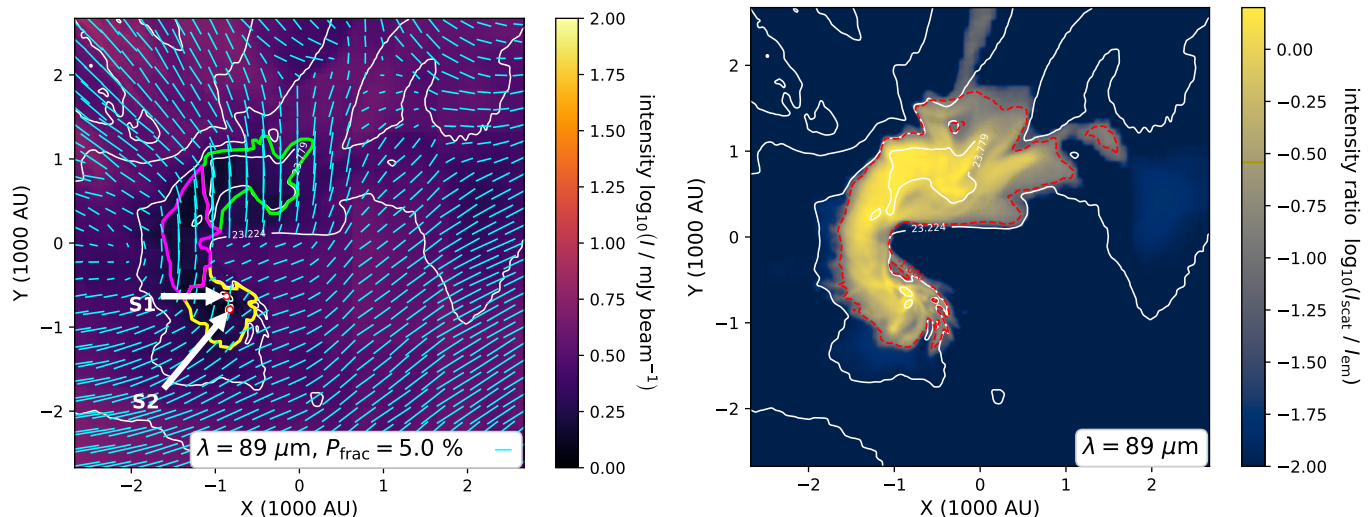 2
1
0
−1
−2
Y (1000 AU)
−2 −1 0 1 2
X (1000 AU)
23.779
23.224
S1
S2
λ = 89 μm, P_frac = 5.0 %
2.00
1.75
1.50
1.25
1.00
0.75
0.50
0.25
0.00
intensity log₁₀(I / mJy beam⁻¹)
2
1
0
−1
−2
Y (1000 AU)
−2 −1 0 1 2
X (1000 AU)
23.779
23.224
λ = 89 μm
0.00
−0.25
−0.50
−0.75
−1.00
−1.25
−1.50
−1.75
−2.00
intensity ratio log₁₀(I_scat / I_em)